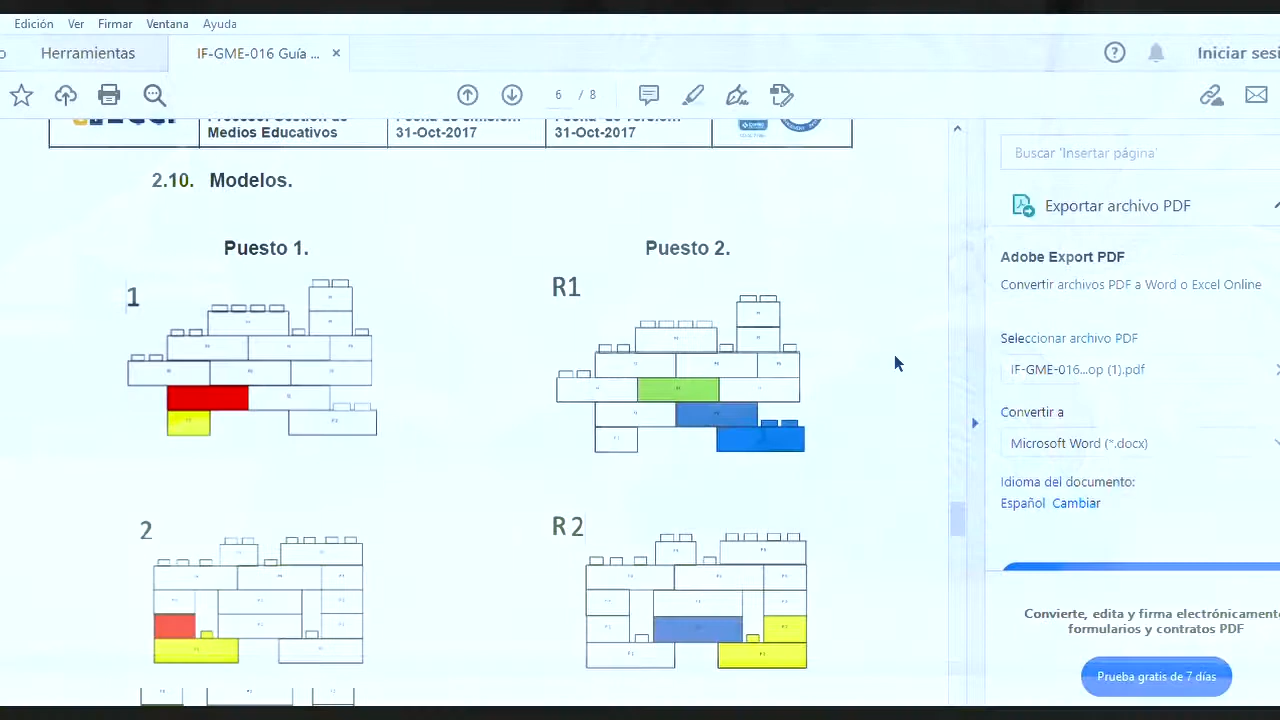 Edición Ver Firmar Ventana Ayuda
Herramientas IF-GME-016 Guía ... × Iniciar sesi
6 / 8
Medios Educativos 31-Oct-2017 31-Oct-2017
Buscar 'Insertar página'
2.10. Modelos.
Exportar archivo PDF
Puesto 1. Puesto 2.
Adobe Export PDF
Convertir archivos PDF a Word o Excel Online
1 R1
Seleccionar archivo PDF
IF-GME-016...op (1).pdf
Convertir a
Microsoft Word (*.docx)
Idioma del documento:
Español Cambiar
2 R 2
Convierte, edita y firma electrónicamente
formularios y contratos PDF
Prueba gratis de 7 días